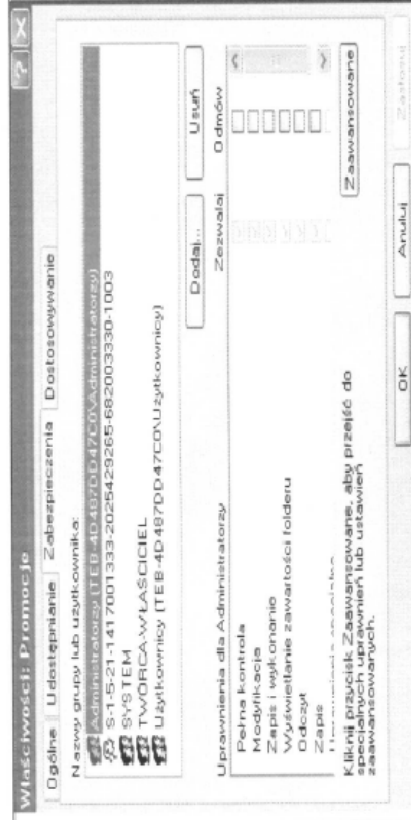 Właściwości: Promocje
Ogólne Udostępnianie Zabezpieczenia Dostosowywanie
Nazwy grupy lub użytkownika:
Administratorzy (TEB-4D487DD47C0\Administratorzy)
S-1-5-21-1417001333-2025429265-682003330-1003
SYSTEM
TWÓRCA-WŁAŚCICIEL
Użytkownicy (TEB-4D487DD47C0\Użytkownicy)
Dodaj... Usuń
Uprawnienia dla Administratorzy Zezwalaj Odmów
Pełna kontrola
Modyfikacja
Zapis i wykonanie
Wyświetlanie zawartości folderu
Odczyt
Zapis
Uprawnienia specjalne
Kliknij przycisk Zaawansowane, aby przejść do
specjalnych uprawnień lub ustawień
zaawansowanych.
Zaawansowane
OK Anuluj Zastosuj